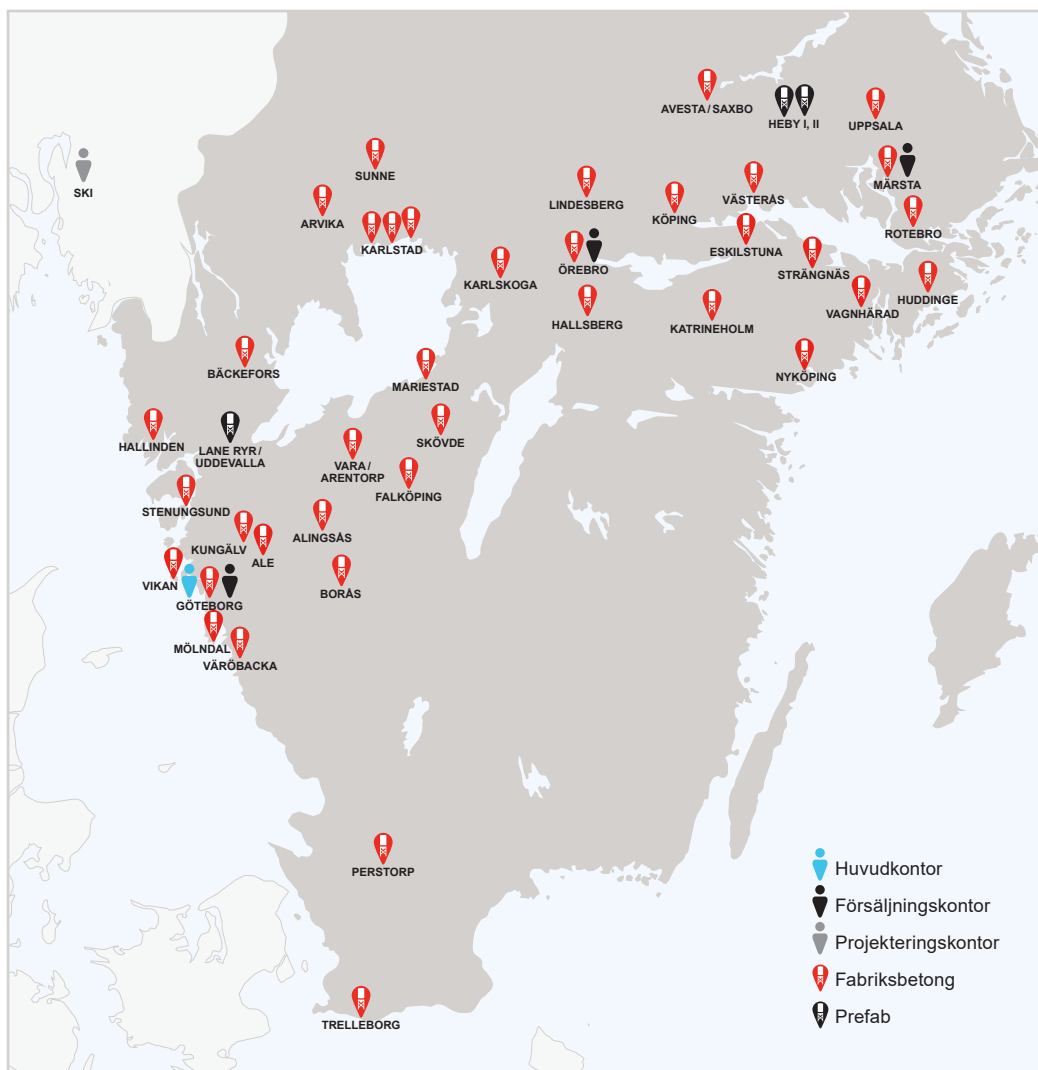 AVESTA / SAXBO
HEBY I, II
UPPSALA
SKI
SUNNE
MÄRSTA
LINDESBERG
VÄSTERÅS
KÖPING
ARVIKA
ROTEBRO
KARLSTAD
ESKILSTUNA
ÖREBRO
STRÄNGNÄS
KARLSKOGA
HUDDINGE
VAGNHÄRAD
HALLSBERG
KATRINEHOLM
BÄCKEFORS
NYKÖPING
MARIESTAD
SKÖVDE
HALLINDEN
LANE RYR /
UDDEVALLA
VARA /
ARENTORP
FALKÖPING
STENUNGSUND
ALINGSÅS
KUNGÄLV
ALE
VIKAN
BORÅS
GÖTEBORG
MÖLNDAL
VÄRÖBACKA
PERSTORP
TRELLEBORG
Huvudkontor
Försäljningskontor
Projekteringskontor
Fabriksbetong
Prefab